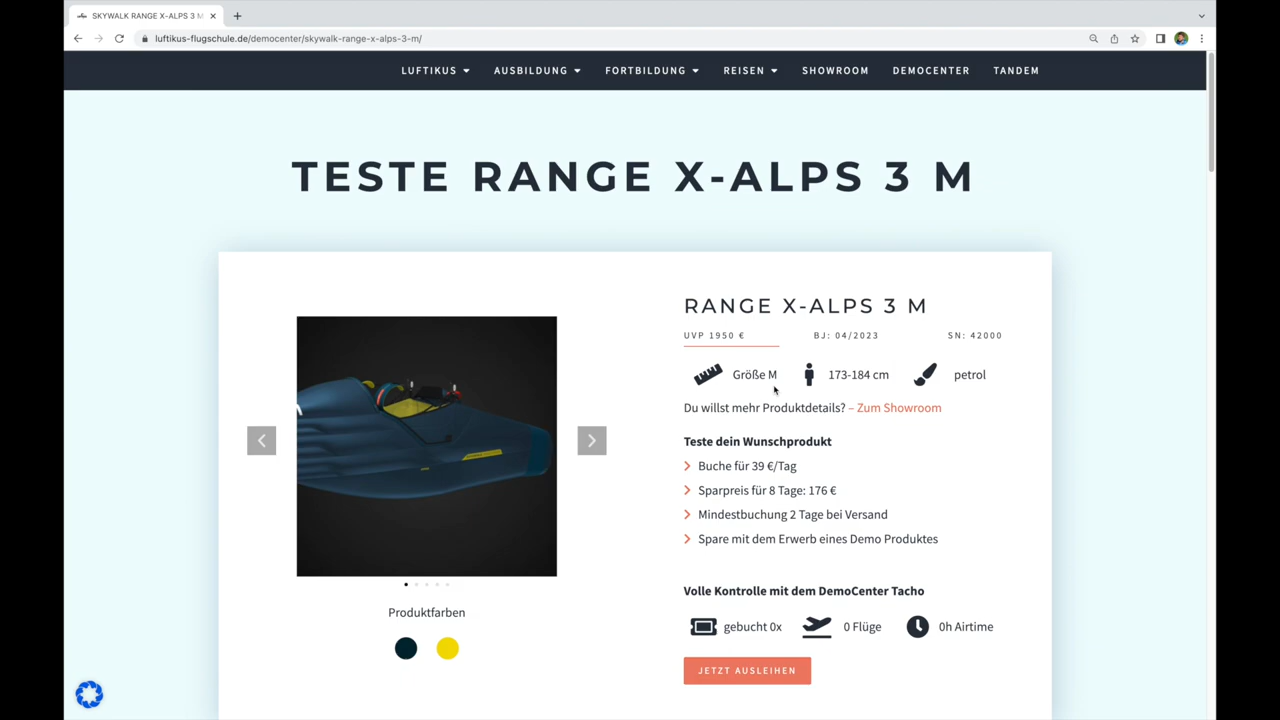 SKYWALK RANGE X-ALPS 3 M
luftikus-flugschule.de/democenter/skywalk-range-x-alps-3-m/
LUFTIKUS AUSBILDUNG FORTBILDUNG REISEN SHOWROOM DEMOCENTER TANDEM
TESTE RANGE X-ALPS 3 M
RANGE X-ALPS 3 M
UVP 1950 € BJ: 04/2023 SN: 42000
Größe M 173-184 cm petrol
Du willst mehr Produktdetails? – Zum Showroom
Teste dein Wunschprodukt
Buche für 39 €/Tag
Sparpreis für 8 Tage: 176 €
Mindestbuchung 2 Tage bei Versand
Spare mit dem Erwerb eines Demo Produktes
Produktfarben
Volle Kontrolle mit dem DemoCenter Tacho
gebucht 0x 0 Flüge 0h Airtime
JETZT AUSLEIHEN